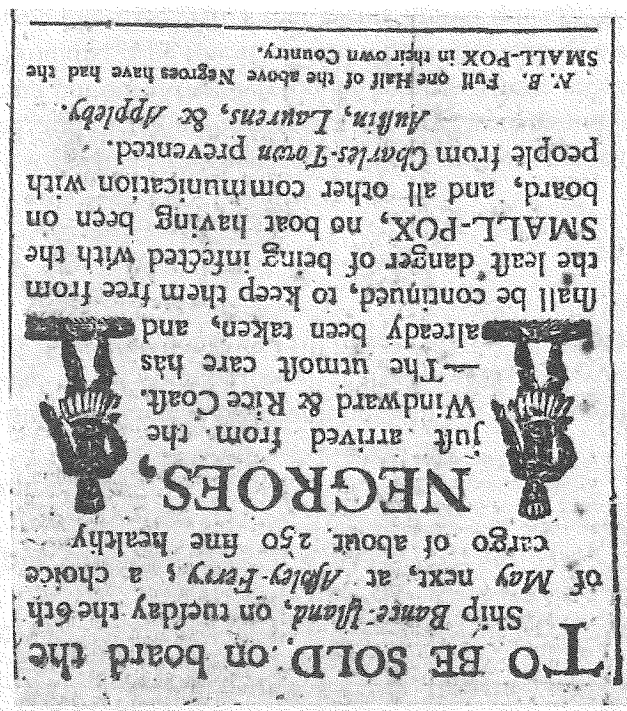 TO BE SOLD on board the
Ship Bance-Iſland, on tueſday the 6th
of May next, at Aſhley-Ferry; a choice
cargo of about 250 fine healthy
NEGROES,
juſt arrived from the
Windward & Rice Coaſt.
—The utmoſt care has
already been taken, and
ſhall be continued, to keep them free from
the leaſt danger of being infected with the
SMALL-POX, no boat having been on
board, and all other communication with
people from Charles-Town prevented.
Auſtin, Laurens, & Appleby.
N. B. Full one Half of the above Negroes have had the
SMALL-POX in their own Country.